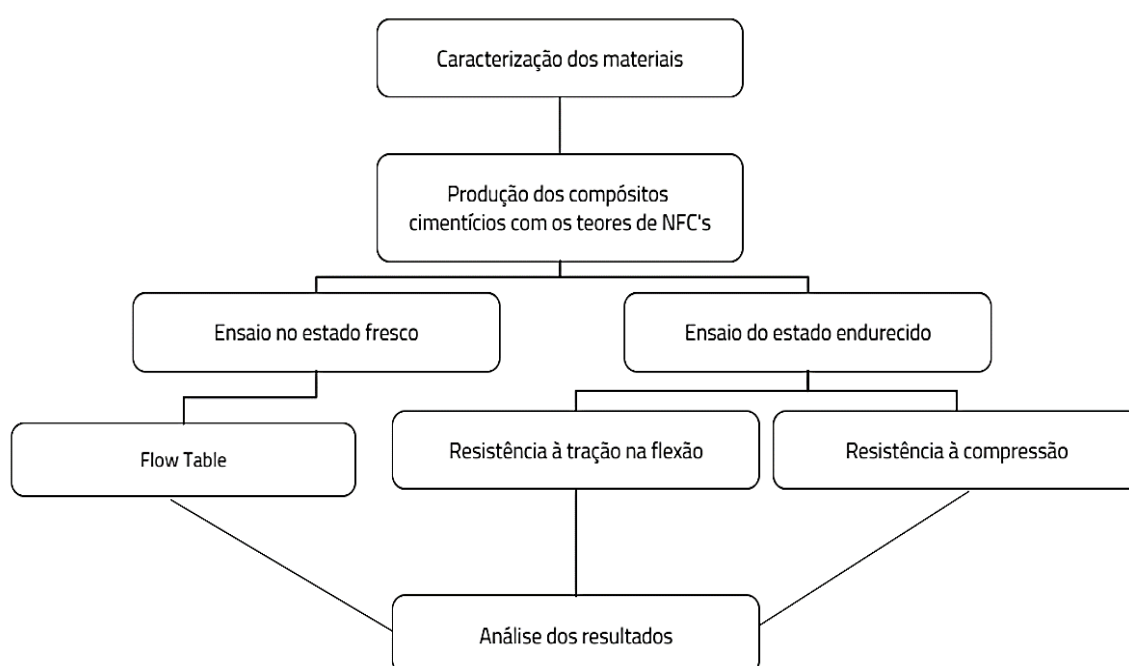 Caracterização dos materiais
Produção dos compósitos
cimentícios com os teores de NFC's
Ensaio no estado fresco
Ensaio do estado endurecido
Flow Table
Resistência à tração na flexão
Resistência à compressão
Análise dos resultados